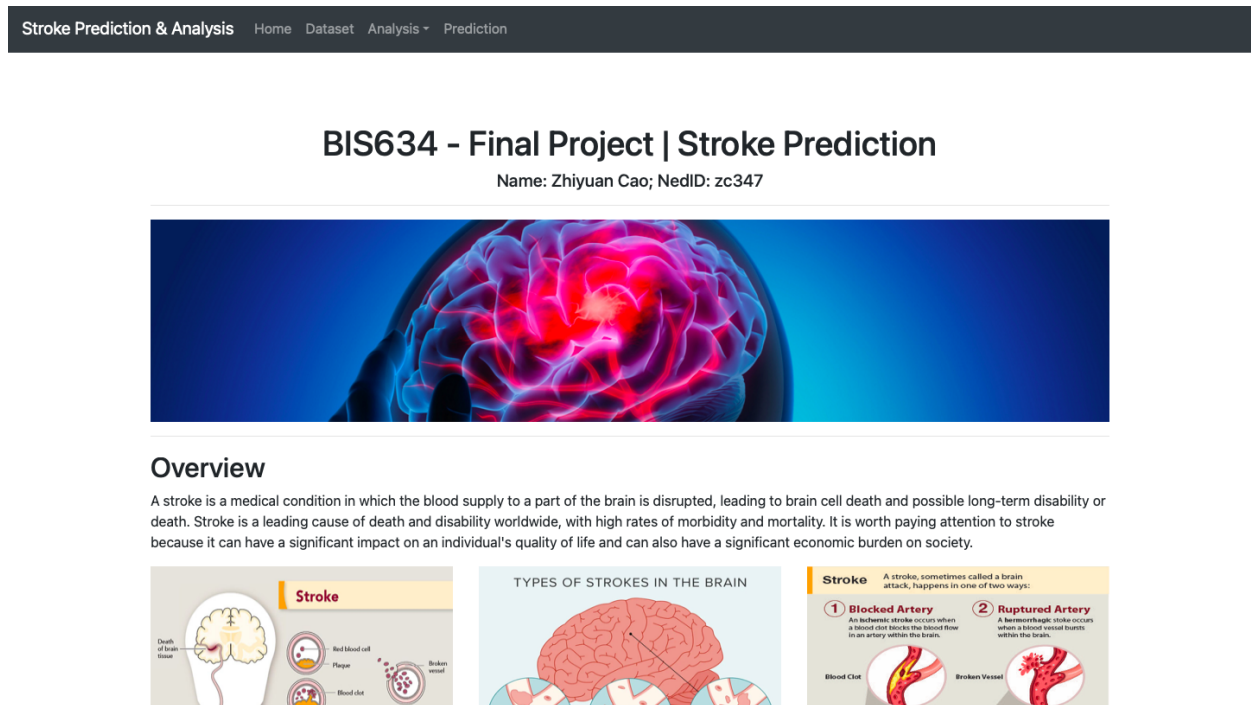 Stroke Prediction & Analysis Home Dataset Analysis Prediction
BIS634 - Final Project | Stroke Prediction
Name: Zhiyuan Cao; NedID: zc347
Overview
A stroke is a medical condition in which the blood supply to a part of the brain is disrupted, leading to brain cell death and possible long-term disability or
death. Stroke is a leading cause of death and disability worldwide, with high rates of morbidity and mortality. It is worth paying attention to stroke
because it can have a significant impact on an individual's quality of life and can also have a significant economic burden on society.
Stroke
Death
of brain
tissue
Red blood cell
Plaque
Broken
vessel
Blood clot
TYPES OF STROKES IN THE BRAIN
Stroke
A stroke, sometimes called a brain
attack, happens in one of two ways:
1 Blocked Artery
An ischemic stroke occurs when
a blood clot blocks the blood flow
in an artery within the brain.
Blood Clot
2 Ruptured Artery
A hemorrhagic stoke occurs
when a blood vessel bursts
within the brain.
Broken Vessel